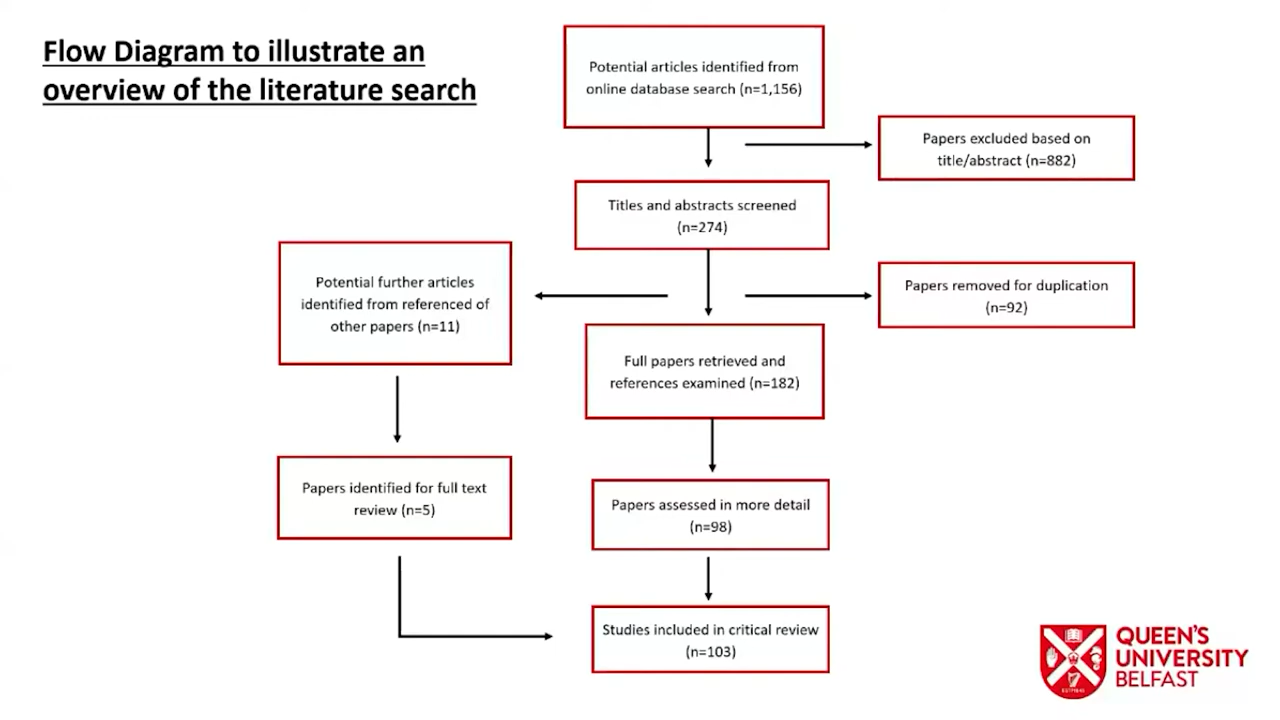 Flow Diagram to illustrate an
overview of the literature search
Potential articles identified from
online database search (n=1,156)
Papers excluded based on
title/abstract (n=882)
Titles and abstracts screened
(n=274)
Potential further articles
identified from referenced of
other papers (n=11)
Papers removed for duplication
(n=92)
Full papers retrieved and
references examined (n=182)
Papers identified for full text
review (n=5)
Papers assessed in more detail
(n=98)
Studies included in critical review
(n=103)
QUEEN'S
UNIVERSITY
BELFAST